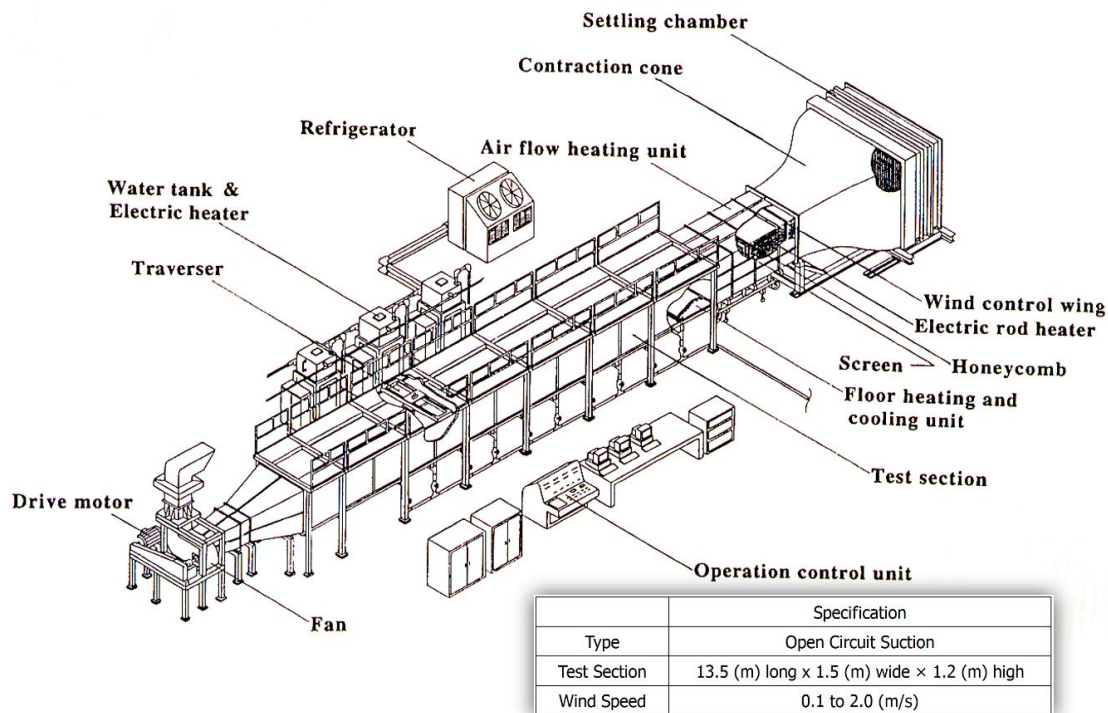 Settling chamber
Contraction cone
Refrigerator
Air flow heating unit
Water tank &
Electric heater
Traverser
Wind control wing
Electric rod heater
Screen
Honeycomb
Floor heating and
cooling unit
Test section
Drive motor
Operation control unit
Fan
Specification
Type Open Circuit Suction
Test Section 13.5 (m) long x 1.5 (m) wide × 1.2 (m) high
Wind Speed 0.1 to 2.0 (m/s)